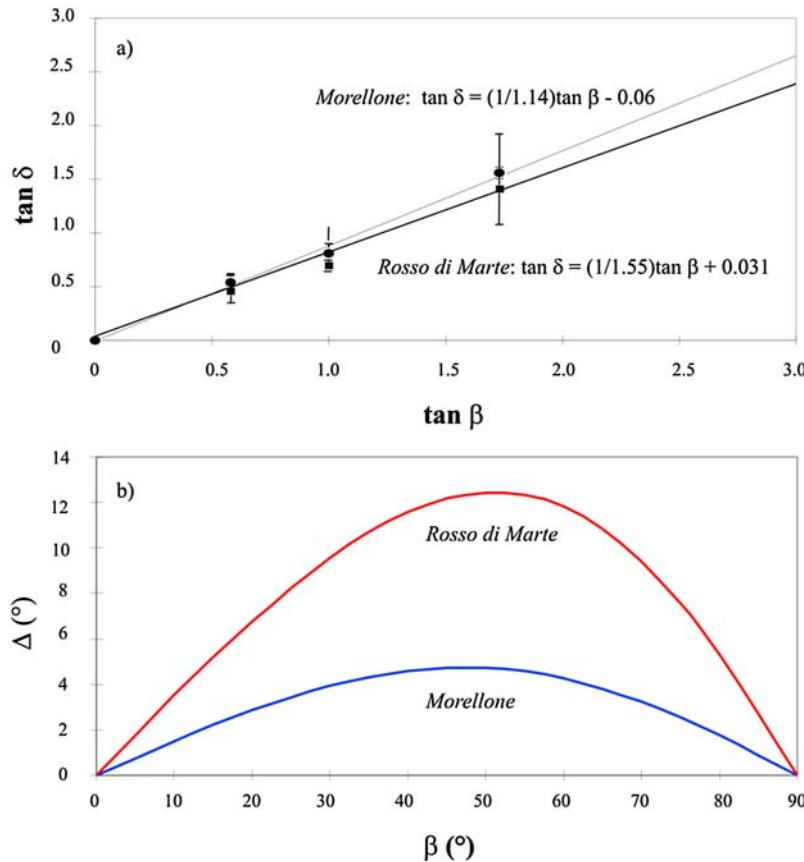 a)
3.0
2.5
2.0
1.5
1.0
0.5
0
tan δ
Morellone: tan δ = (1/1.14)tan β - 0.06
Rosso di Marte: tan δ = (1/1.55)tan β + 0.031
0 0.5 1.0 1.5 2.0 2.5 3.0
tan β
b)
14
12
10
8
6
4
2
0
Δ (°)
Rosso di Marte
Morellone
0 10 20 30 40 50 60 70 80 90
β (°)